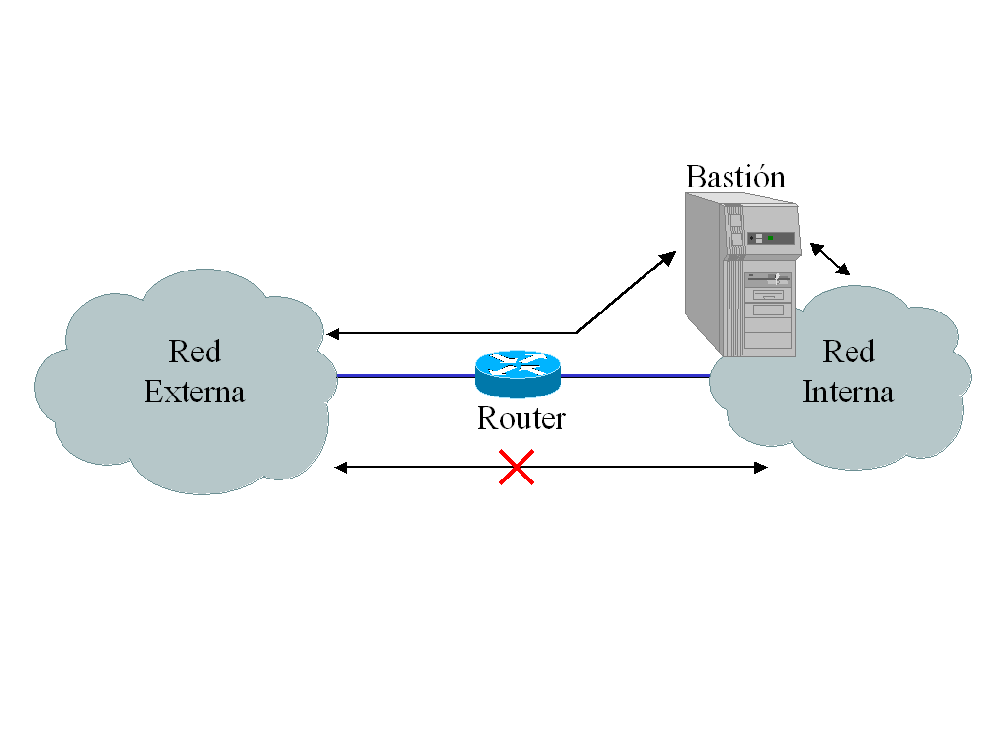 Bastión
Red
Externa
Red
Interna
Router